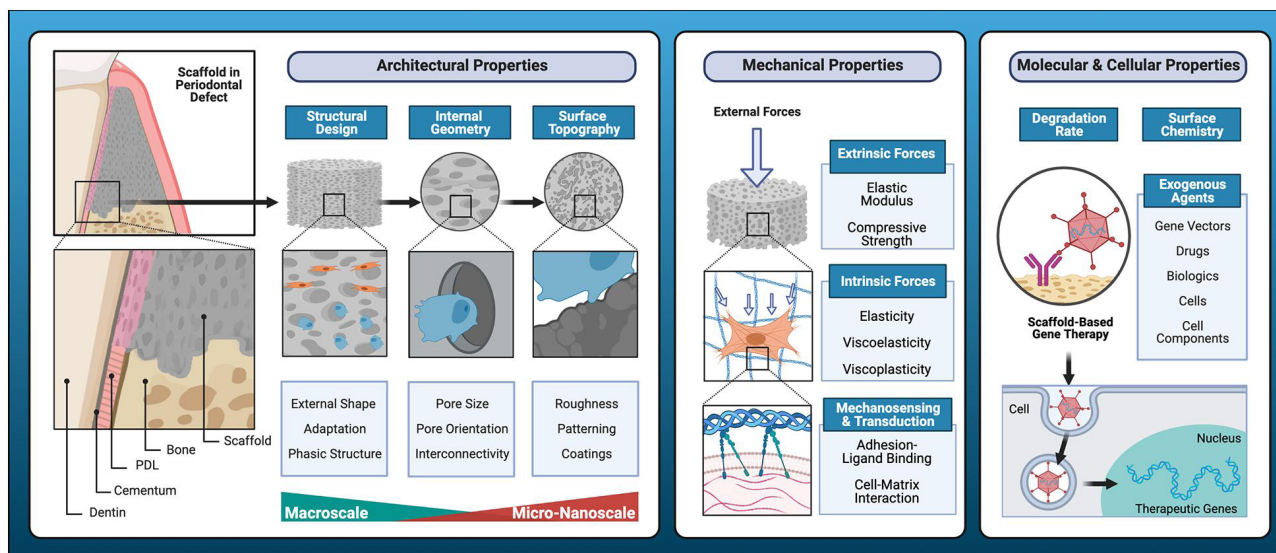 Scaffold in
Periodontal
Defect
Dentin
Cementum
PDL
Bone
Scaffold
Architectural Properties
Structural
Design
Internal
Geometry
Surface
Topography
External Shape
Adaptation
Phasic Structure
Pore Size
Pore Orientation
Interconnectivity
Roughness
Patterning
Coatings
Macroscale
Micro-Nanoscale
Mechanical Properties
External Forces
Extrinsic Forces
Elastic
Modulus
Compressive
Strength
Intrinsic Forces
Elasticity
Viscoelasticity
Viscoplasticity
Mechanosensing
& Transduction
Adhesion-
Ligand Binding
Cell-Matrix
Interaction
Molecular & Cellular Properties
Degradation
Rate
Surface
Chemistry
Exogenous
Agents
Gene Vectors
Drugs
Biologics
Cells
Cell
Components
Scaffold-Based
Gene Therapy
Cell
Nucleus
Therapeutic Genes